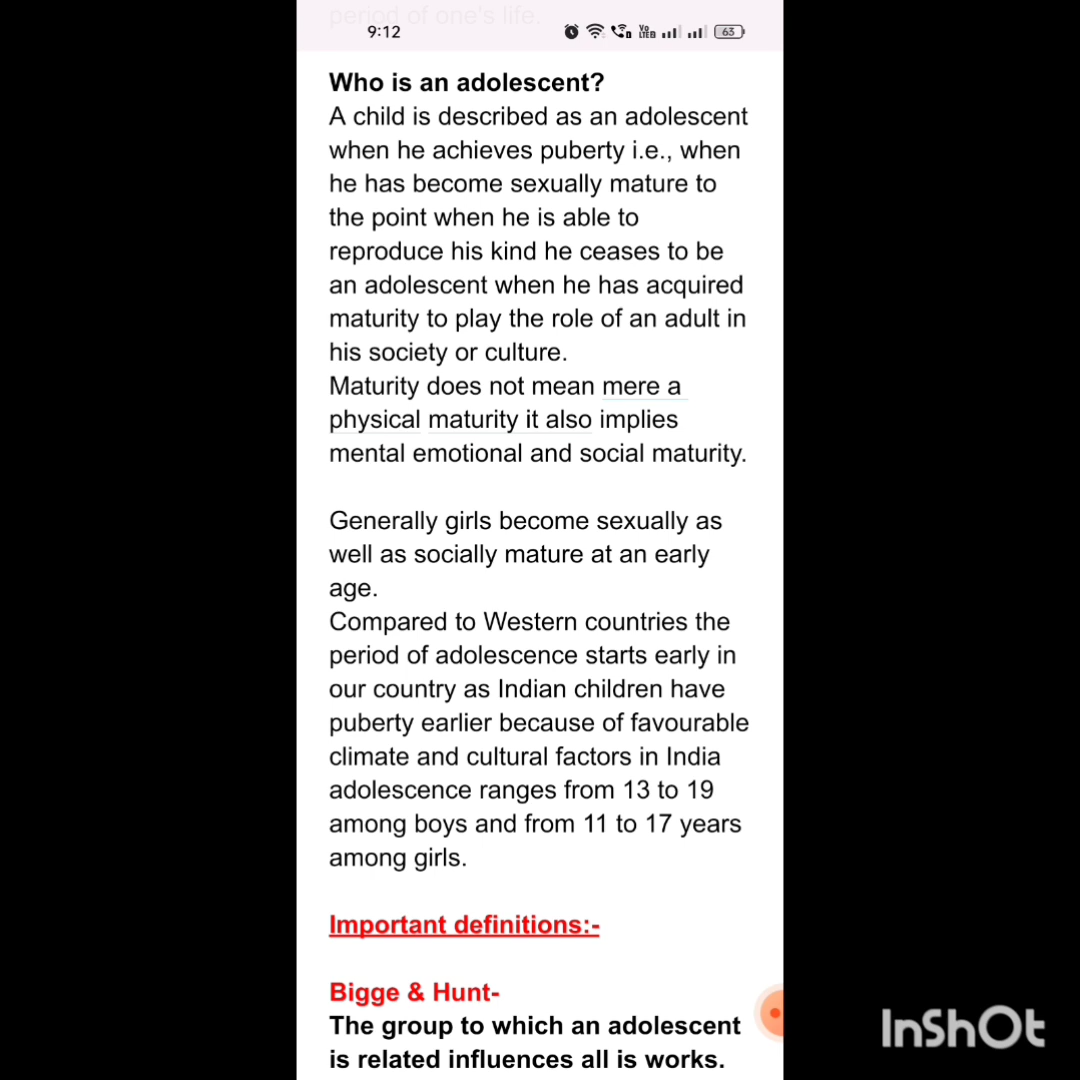 period of one's life.
9:12
Vo
LTE
63
Who is an adolescent?
A child is described as an adolescent
when he achieves puberty i.e., when
he has become sexually mature to
the point when he is able to
reproduce his kind he ceases to be
an adolescent when he has acquired
maturity to play the role of an adult in
his society or culture.
Maturity does not mean mere a
physical maturity it also implies
mental emotional and social maturity.
Generally girls become sexually as
well as socially mature at an early
age.
Compared to Western countries the
period of adolescence starts early in
our country as Indian children have
puberty earlier because of favourable
climate and cultural factors in India
adolescence ranges from 13 to 19
among boys and from 11 to 17 years
among girls.
Important definitions:-
Bigge & Hunt-
The group to which an adolescent
is related influences all is works.
InShOt